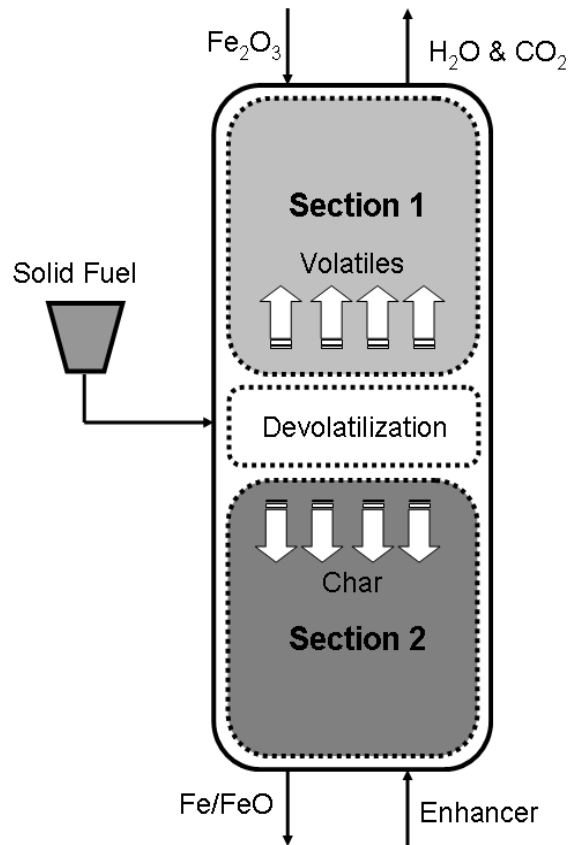 Fe₂O₃
H₂O & CO₂
Section 1
Volatiles
Solid Fuel
Devolatilization
Char
Section 2
Fe/FeO
Enhancer